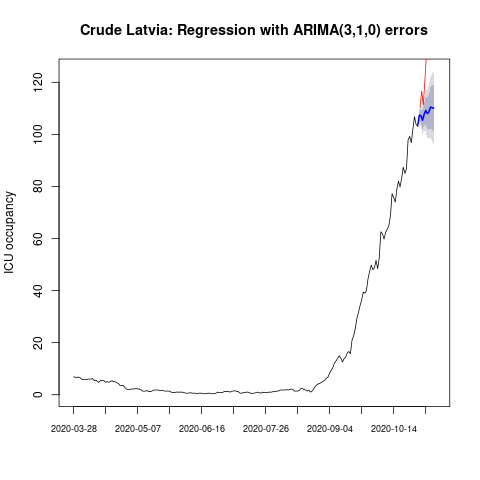 Crude Latvia: Regression with ARIMA(3,1,0) errors
ICU occupancy
120
100
80
60
40
20
0
2020-03-28 2020-05-07 2020-06-16 2020-07-26 2020-09-04 2020-10-14